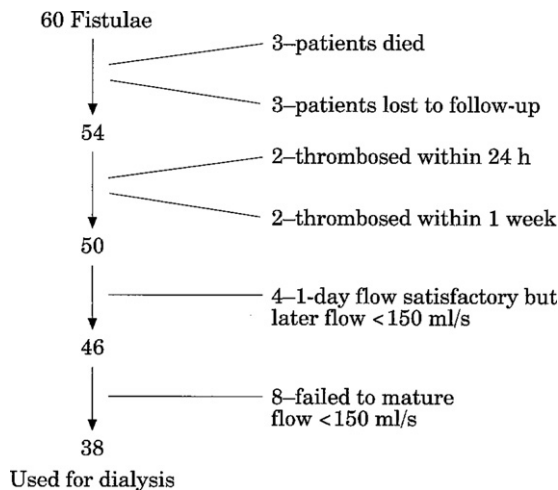 60 Fistulae
3–patients died
3–patients lost to follow-up
54
2–thrombosed within 24 h
2–thrombosed within 1 week
50
4–1-day flow satisfactory but
later flow <150 ml/s
46
8–failed to mature
flow <150 ml/s
38
Used for dialysis